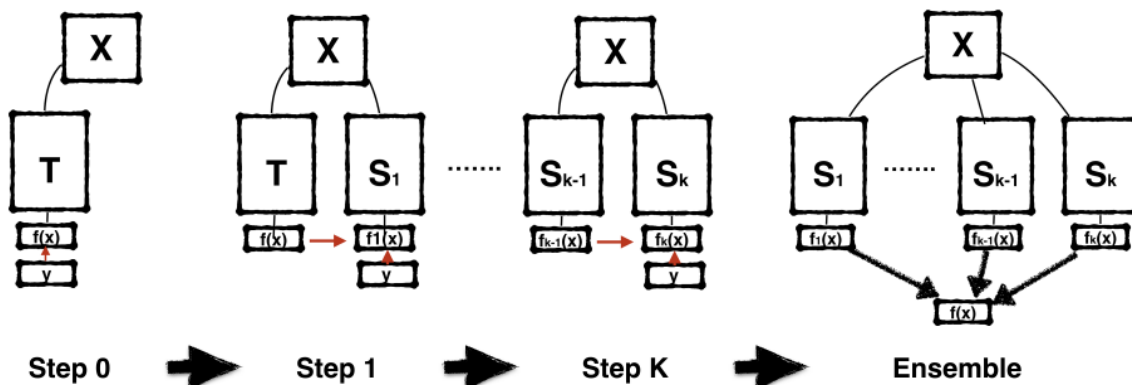 X X X X
T T S1 ....... Sk-1 Sk S1 ....... Sk-1 Sk
f(x) f(x) f1(x) fk-1(x) fk(x) f1(x) fk-1(x) fk(x)
y y y
f(x)
Step 0 Step 1 Step K Ensemble